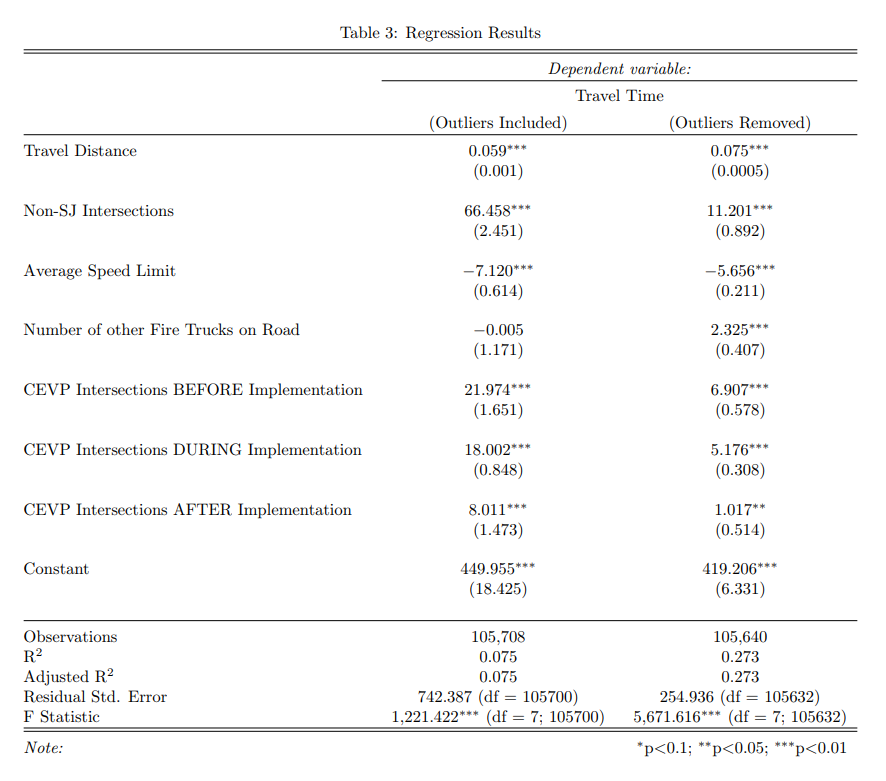 Table 3: Regression Results
Dependent variable:
Travel Time
(Outliers Included) (Outliers Removed)
Travel Distance 0.059*** 0.075***
(0.001) (0.0005)
Non-SJ Intersections 66.458*** 11.201***
(2.451) (0.892)
Average Speed Limit −7.120*** −5.656***
(0.614) (0.211)
Number of other Fire Trucks on Road −0.005 2.325***
(1.171) (0.407)
CEVP Intersections BEFORE Implementation 21.974*** 6.907***
(1.651) (0.578)
CEVP Intersections DURING Implementation 18.002*** 5.176***
(0.848) (0.308)
CEVP Intersections AFTER Implementation 8.011*** 1.017**
(1.473) (0.514)
Constant 449.955*** 419.206***
(18.425) (6.331)
Observations 105,708 105,640
R² 0.075 0.273
Adjusted R² 0.075 0.273
Residual Std. Error 742.387 (df = 105700) 254.936 (df = 105632)
F Statistic 1,221.422*** (df = 7; 105700) 5,671.616*** (df = 7; 105632)
Note: *p<0.1; **p<0.05; ***p<0.01